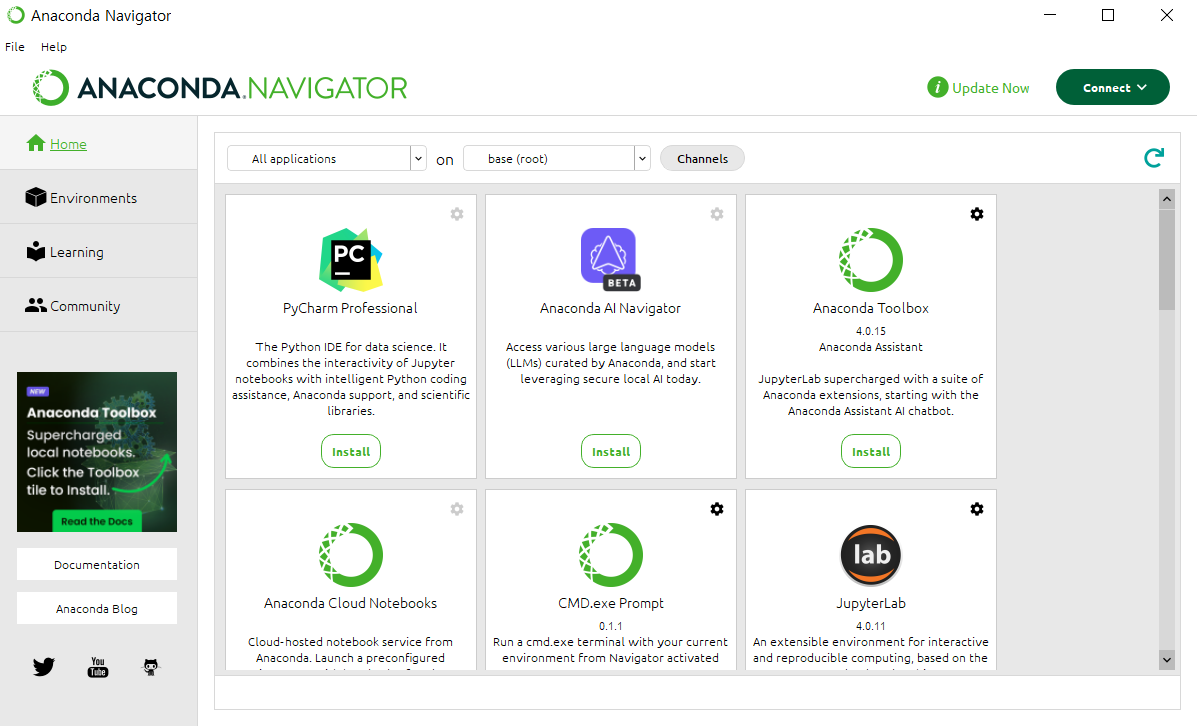 Anaconda Navigator
File Help
ANACONDA.NAVIGATOR
i Update Now
Connect
Home
Environments
Learning
Community
NEW
Anaconda Toolbox
Supercharged
local notebooks.
Click the Toolbox
tile to Install.
Read the Docs
Documentation
Anaconda Blog
You
Tube
All applications on base (root) Channels
PC
PyCharm Professional
The Python IDE for data science. It
combines the interactivity of Jupyter
notebooks with intelligent Python coding
assistance, Anaconda support, and scientific
libraries.
Install
BETA
Anaconda AI Navigator
Access various large language models
(LLMs) curated by Anaconda, and start
leveraging secure local AI today.
Install
Anaconda Toolbox
4.0.15
Anaconda Assistant
JupyterLab supercharged with a suite of
Anaconda extensions, starting with the
Anaconda Assistant AI chatbot.
Install
Anaconda Cloud Notebooks
Cloud-hosted notebook service from
Anaconda. Launch a preconfigured
CMD.exe Prompt
0.1.1
Run a cmd.exe terminal with your current
environment from Navigator activated
lab
JupyterLab
4.0.11
An extensible environment for interactive
and reproducible computing, based on the